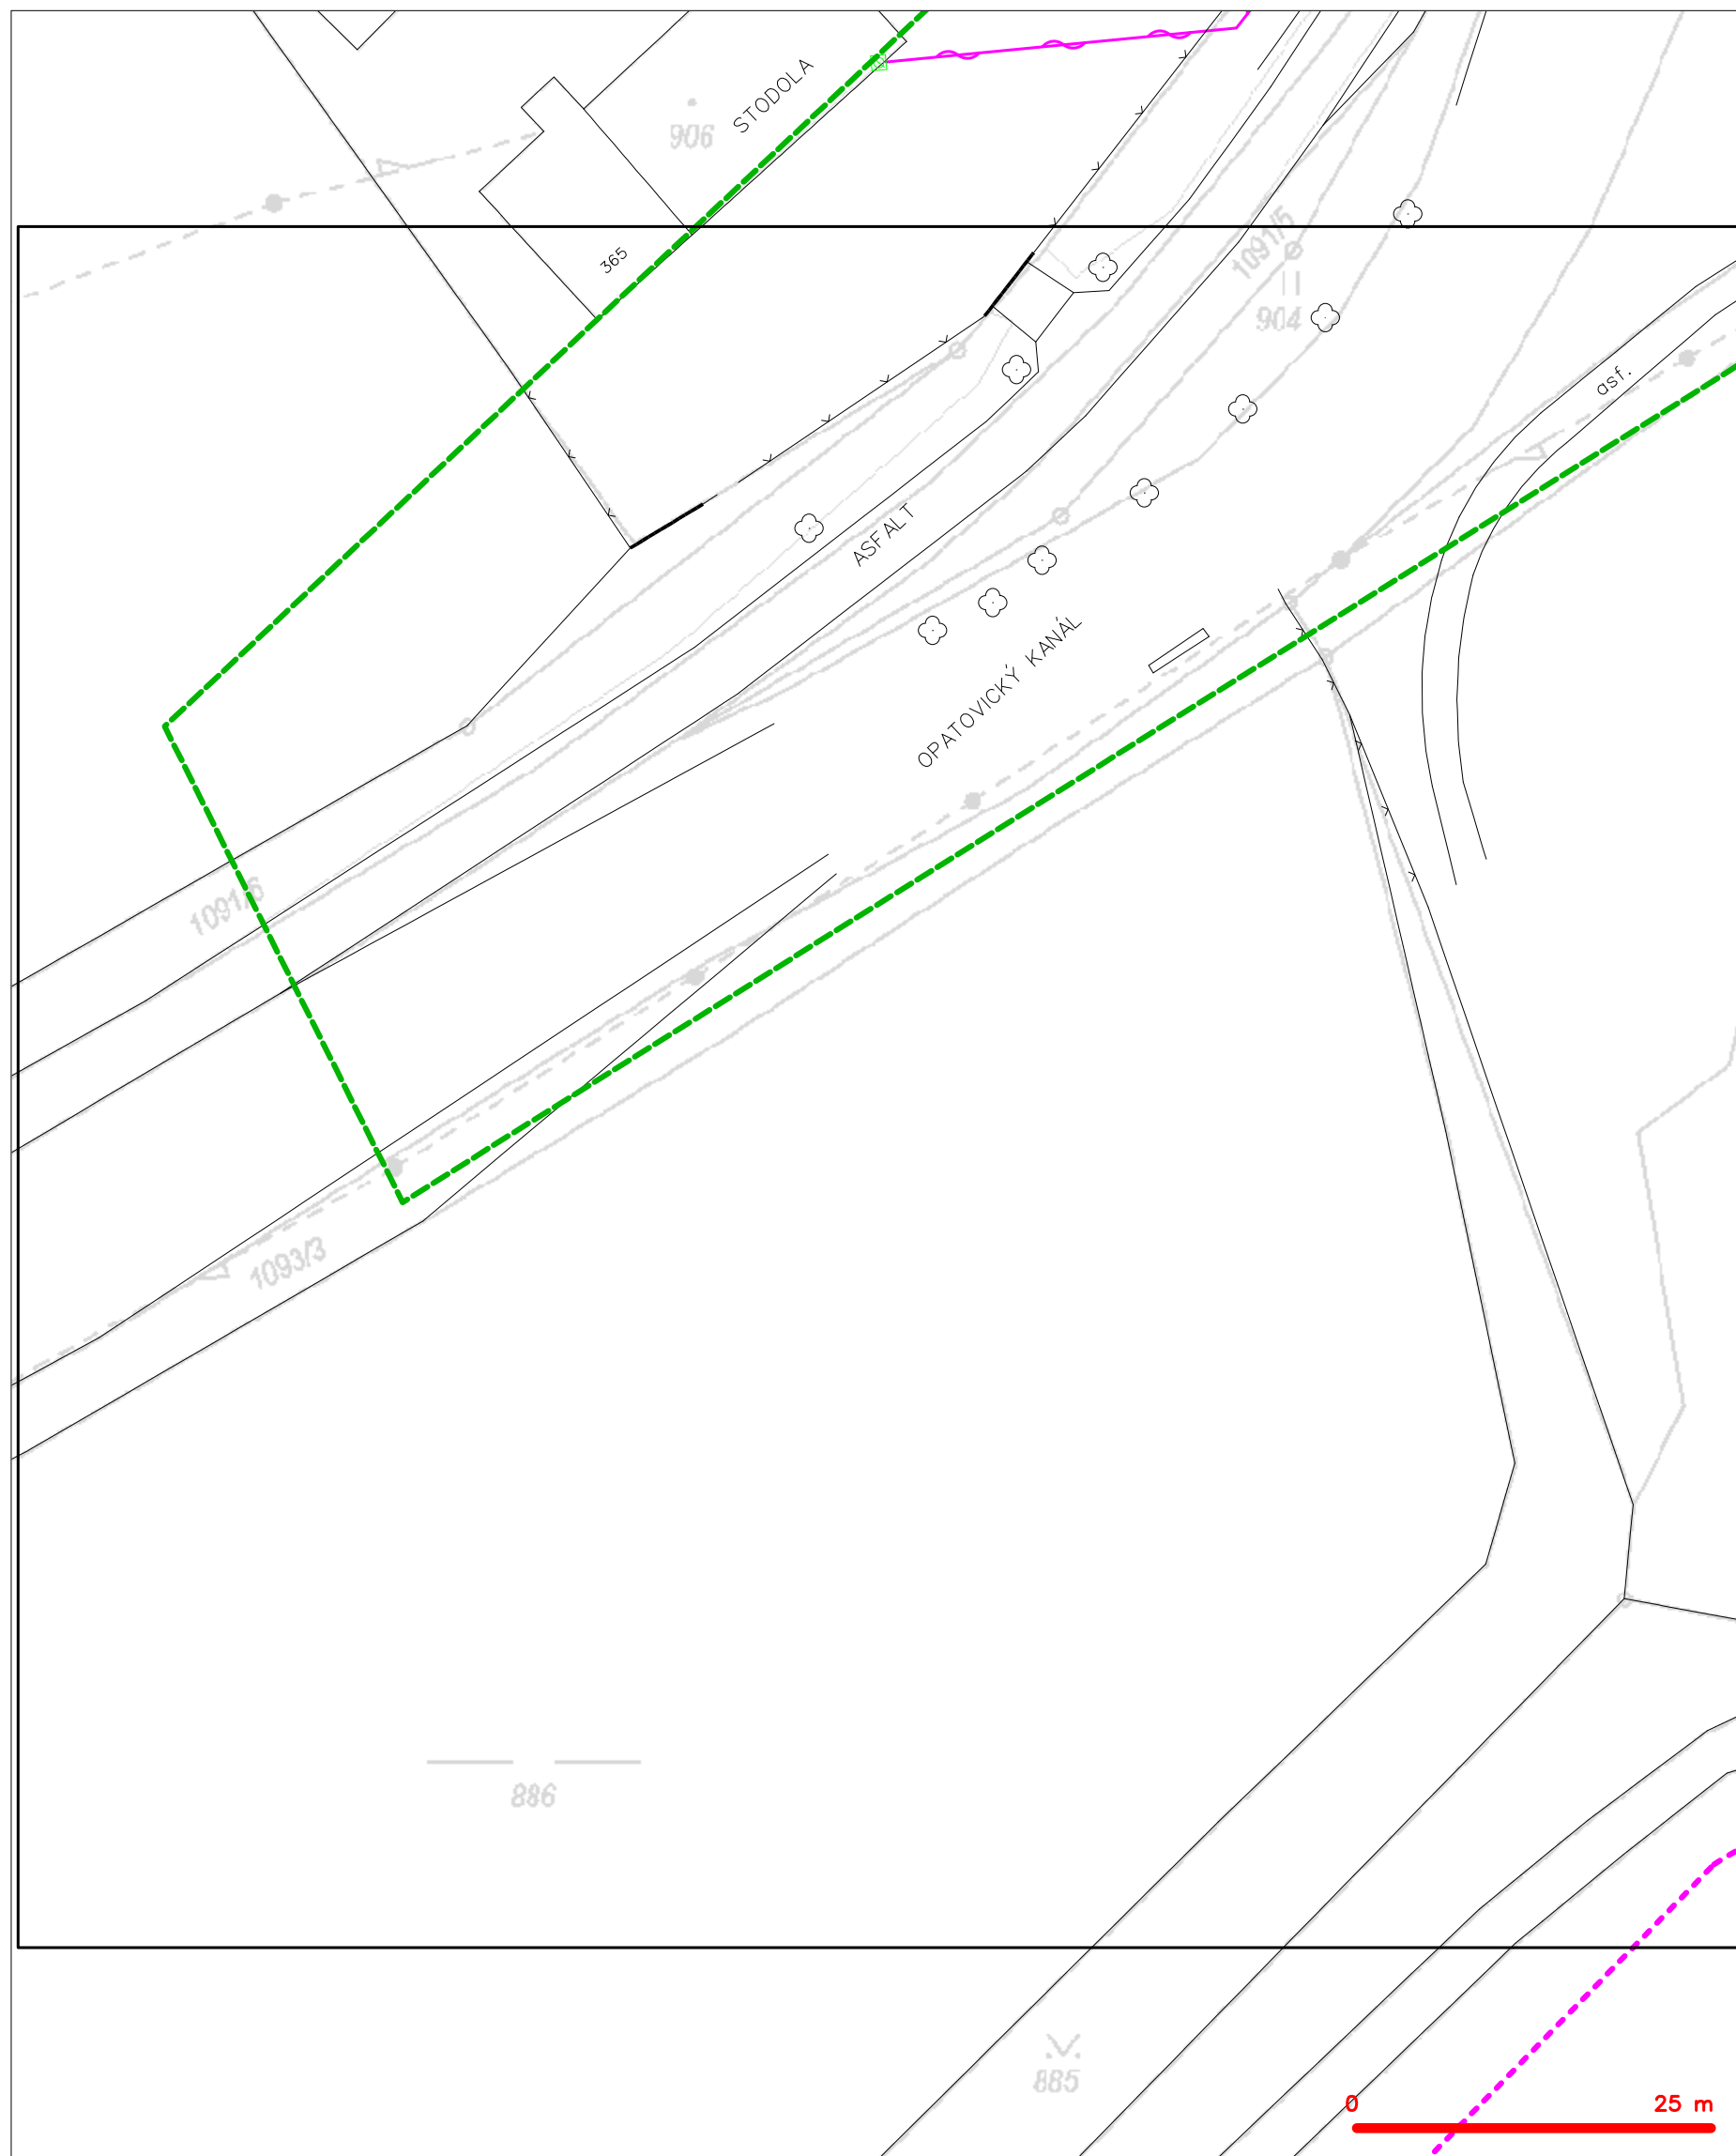 STODOLA
906
365
1091/5
904
asf.
ASFALT
OPATOVICKÝ KANÁL
1091/6
1093/3
886
885
0 25 m